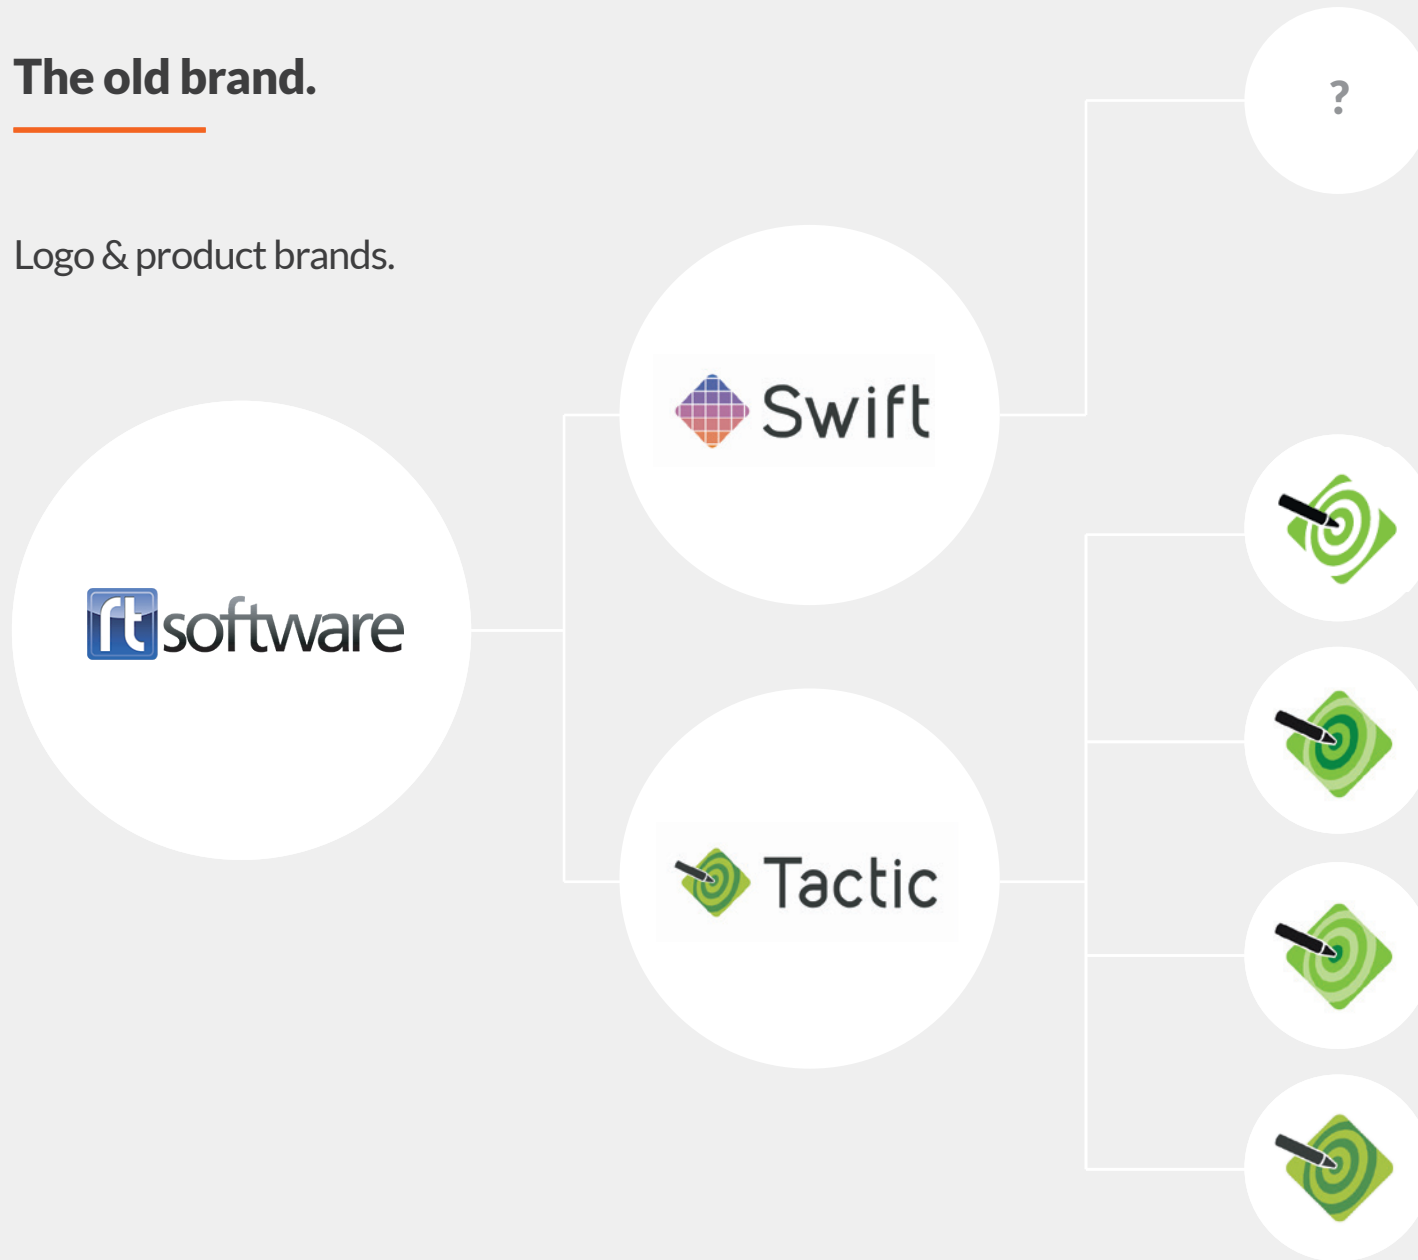 The old brand.
Logo & product brands.
?
Swift
rt software
Tactic